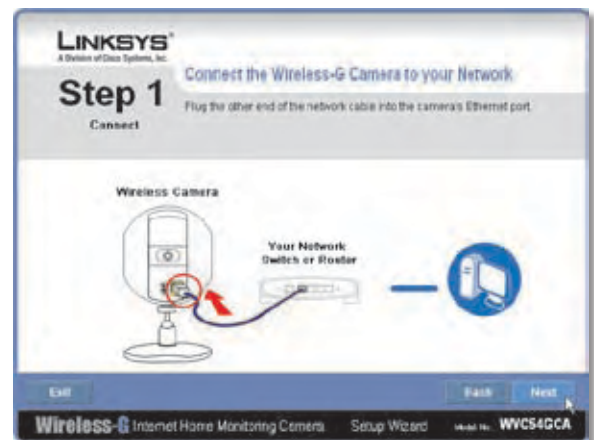 LINKSYS®
A Division of Cisco Systems, Inc.
Step 1
Connect
Connect the Wireless-G Camera to your Network
Plug the other end of the network cable into the camera's Ethernet port.
Wireless Camera
Your Network
Switch or Router
Exit
Back
Next
Wireless-G Internet Home Monitoring Camera Setup Wizard Model No. WVC54GCA